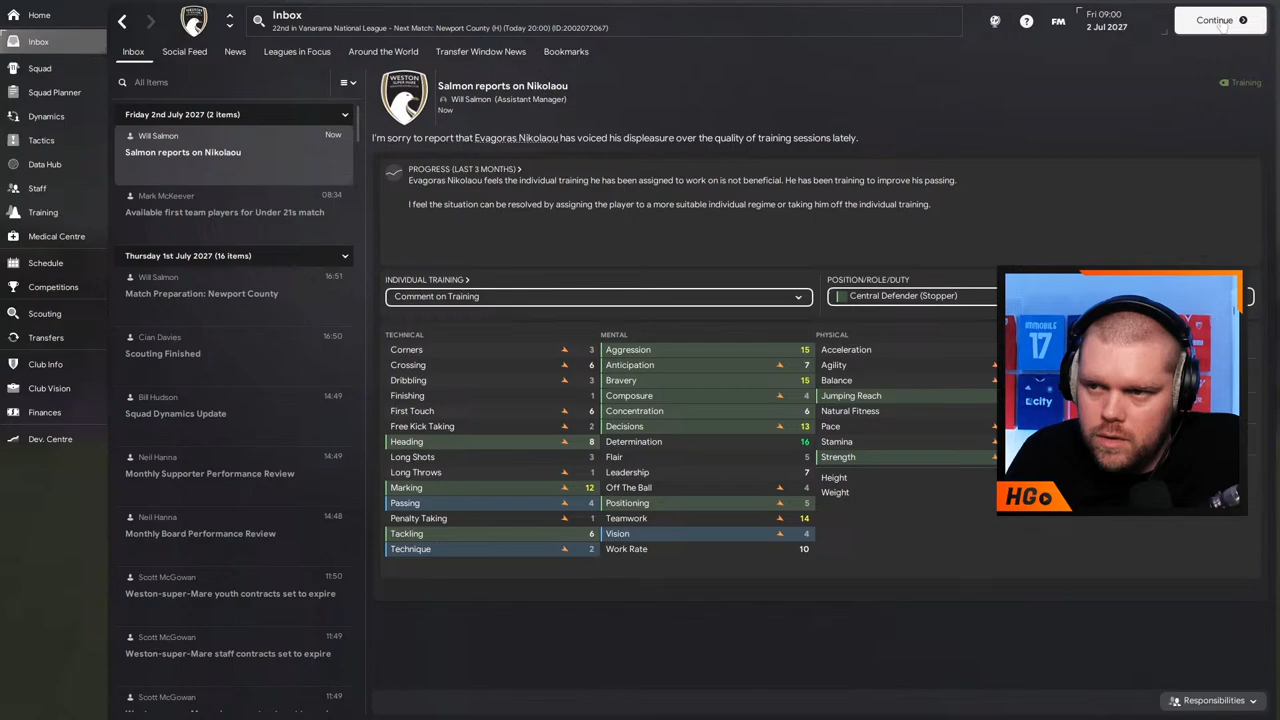 Home
Inbox
Squad
Squad Planner
Dynamics
Tactics
Data Hub
Staff
Training
Medical Centre
Schedule
Competitions
Scouting
Transfers
Club Info
Club Vision
Finances
Dev. Centre
Inbox
22nd in Vanarama National League - Next Match: Newport County (H) (Today 20:00) (ID:2002072067)
FM
Fri 09:00
2 Jul 2027
Continue
Inbox Social Feed News Leagues in Focus Around the World Transfer Window News Bookmarks
All Items
Friday 2nd July 2027 (2 items)
Will Salmon Now
Salmon reports on Nikolaou
Mark McKeever 08:34
Available first team players for Under 21s match
Thursday 1st July 2027 (16 items)
Will Salmon 16:51
Match Preparation: Newport County
Cian Davies 16:50
Scouting Finished
Bill Hudson 14:49
Squad Dynamics Update
Neil Hanna 14:49
Monthly Supporter Performance Review
Neil Hanna 14:48
Monthly Board Performance Review
Scott McGowan 11:50
Weston-super-Mare youth contracts set to expire
Scott McGowan 11:49
Weston-super-Mare staff contracts set to expire
Scott McGowan 11:49
WESTON
Salmon reports on Nikolaou
Will Salmon (Assistant Manager)
Now
Training
I'm sorry to report that Evagoras Nikolaou has voiced his displeasure over the quality of training sessions lately.
PROGRESS (LAST 3 MONTHS)
Evagoras Nikolaou feels the individual training he has been assigned to work on is not beneficial. He has been training to improve his passing.
I feel the situation can be resolved by assigning the player to a more suitable individual regime or taking him off the individual training.
INDIVIDUAL TRAINING
Comment on Training
POSITION/ROLE/DUTY
Central Defender (Stopper)
TECHNICAL
Corners 3
Crossing 6
Dribbling 3
Finishing 1
First Touch 6
Free Kick Taking 2
Heading 8
Long Shots 3
Long Throws 1
Marking 12
Passing 4
Penalty Taking 1
Tackling 6
Technique 2
MENTAL
Aggression 15
Anticipation 7
Bravery 15
Composure 4
Concentration 6
Decisions 13
Determination 16
Flair 5
Leadership 7
Off The Ball 4
Positioning 5
Teamwork 14
Vision 4
Work Rate 10
PHYSICAL
Acceleration
Agility
Balance
Jumping Reach
Natural Fitness
Pace
Stamina
Strength
Height
Weight
IMMOBILE
17
HG
Responsibilities